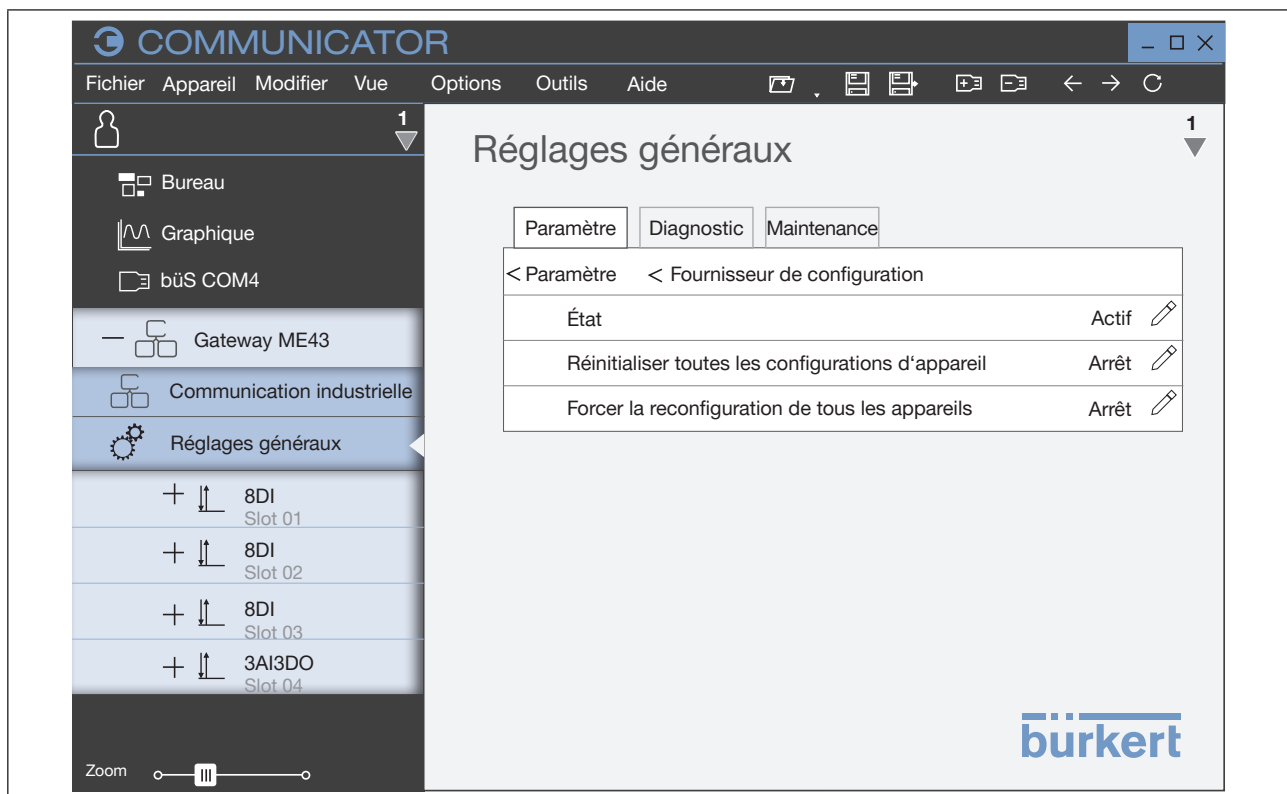 COMMUNICATOR
Fichier Appareil Modifier Vue Options Outils Aide
1
Bureau
Graphique
büS COM4
Gateway ME43
Communication industrielle
Réglages généraux
8DI
Slot 01
8DI
Slot 02
8DI
Slot 03
3AI3DO
Slot 04
Zoom
Réglages généraux
1
Paramètre Diagnostic Maintenance
< Paramètre < Fournisseur de configuration
État Actif
Réinitialiser toutes les configurations d‘appareil Arrêt
Forcer la reconfiguration de tous les appareils Arrêt
bürkert